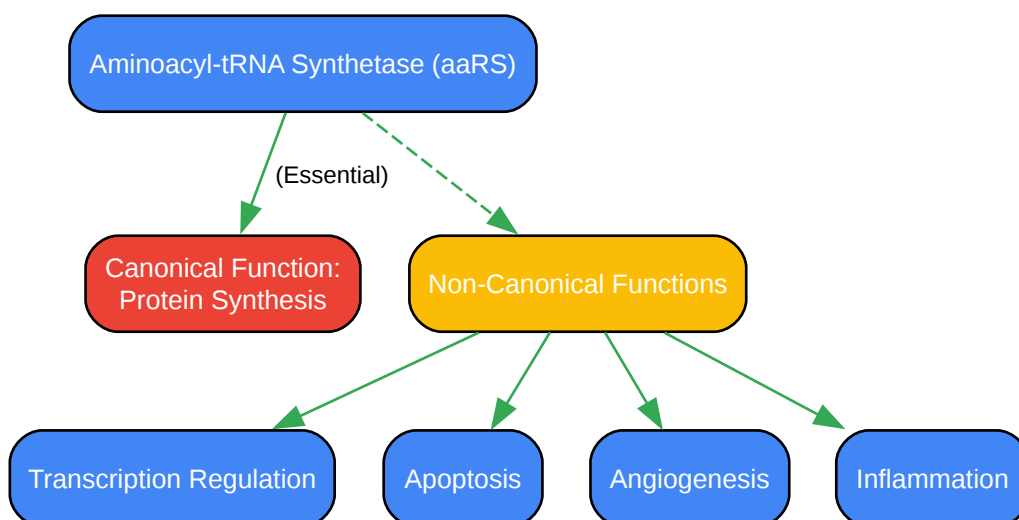 Aminoacyl-tRNA Synthetase (aaRS)
(Essential)
Canonical Function:
Protein Synthesis
Non-Canonical Functions
Transcription Regulation
Apoptosis
Angiogenesis
Inflammation